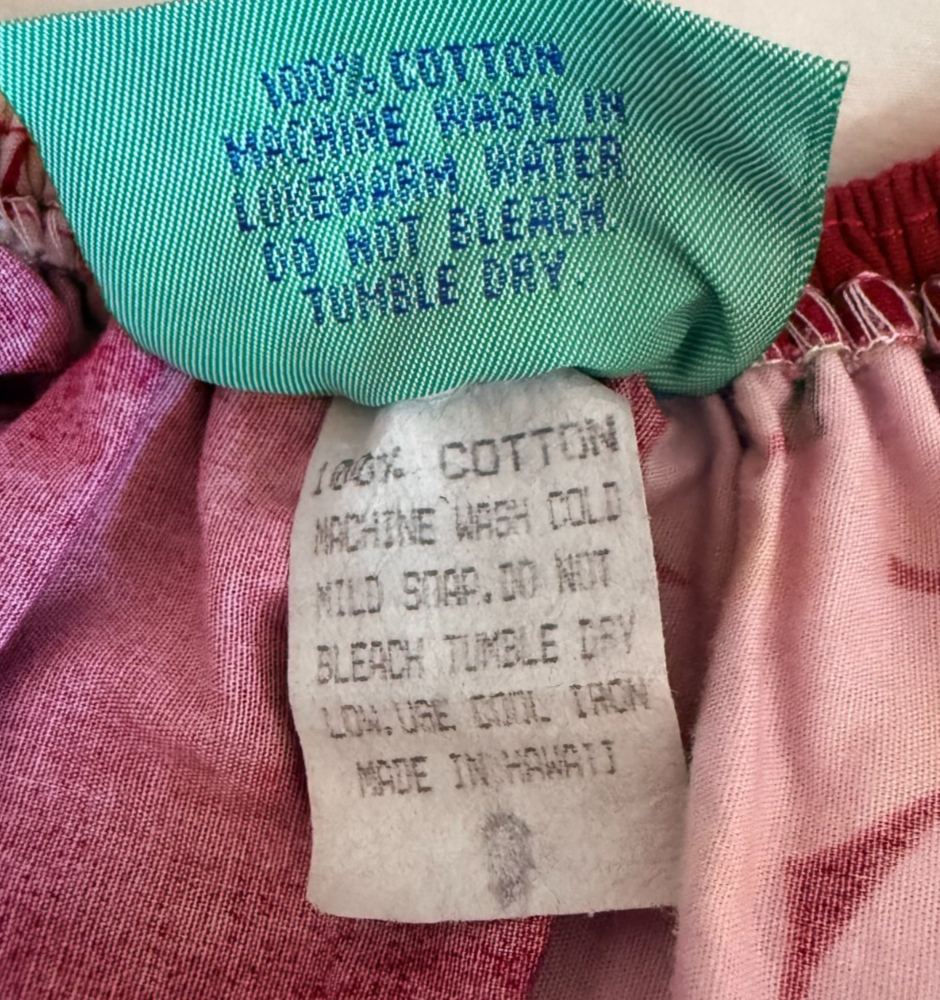 100% COTTON
MACHINE WASH IN
LUKEWARM WATER.
DO NOT BLEACH.
TUMBLE DRY.
100% COTTON
MACHINE WASH COLD
MILD SOAP. DO NOT
BLEACH TUMBLE DRY
LOW. USE COOL IRON
MADE IN HAWAII